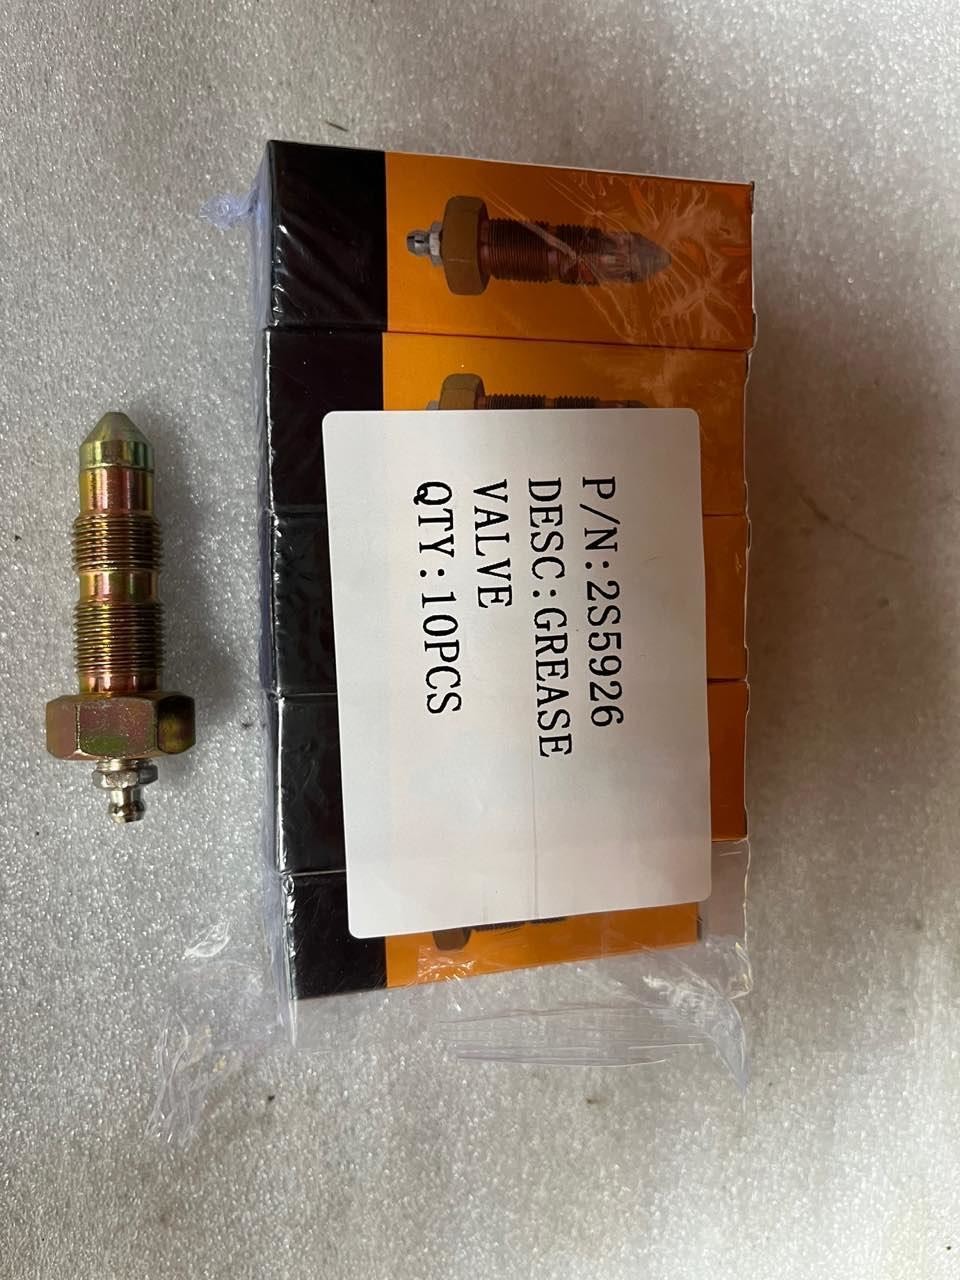 P/N:2S5926
DESC:GREASE
VALVE
QTY:10PCS